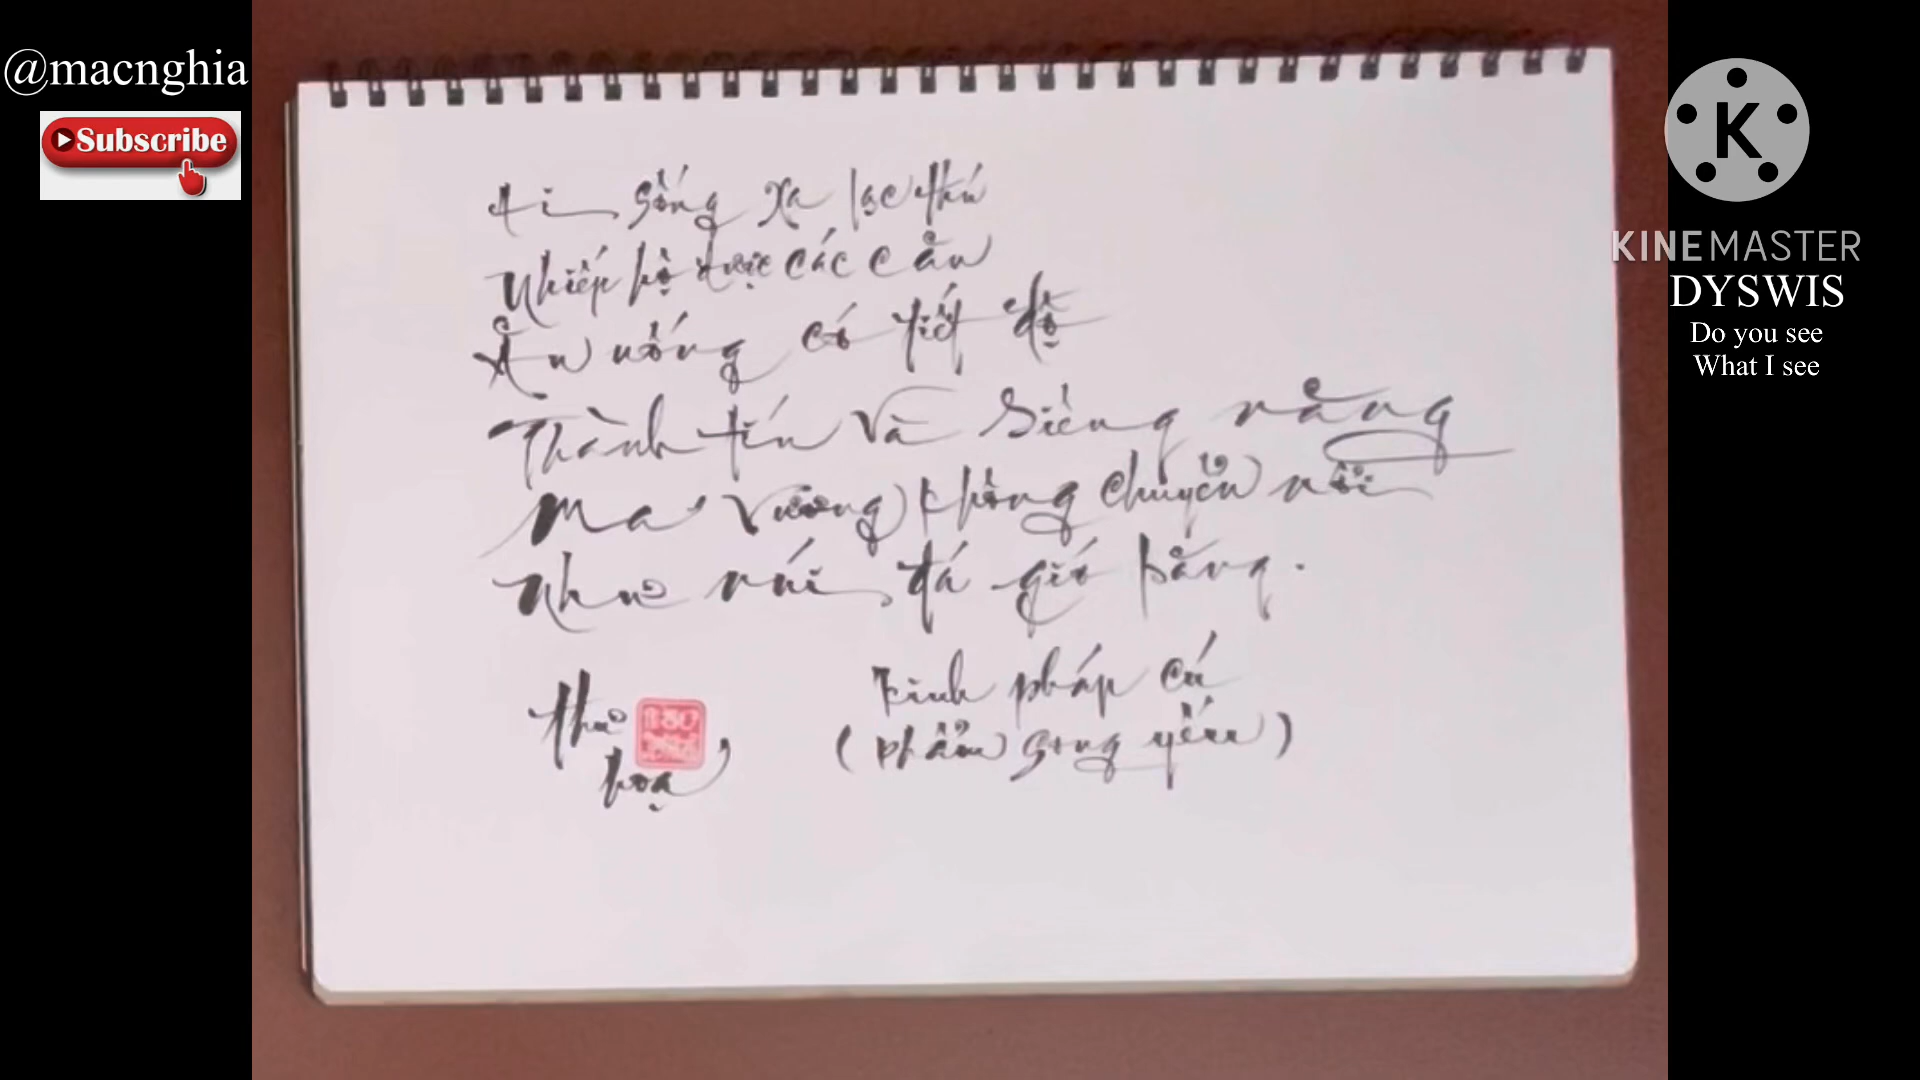 @macnghia
Subscribe
Ai sống xa lạc thú
Nhiếp hộ được các căn
Ăn uống có tiết độ
Thành tín và siêng năng
Ma vương không chuyển nổi
Như núi đá gió bằng.
thư
họa
Kinh pháp cú
(phẩm song yếu)
K
KINEMASTER
DYSWIS
Do you see
What I see